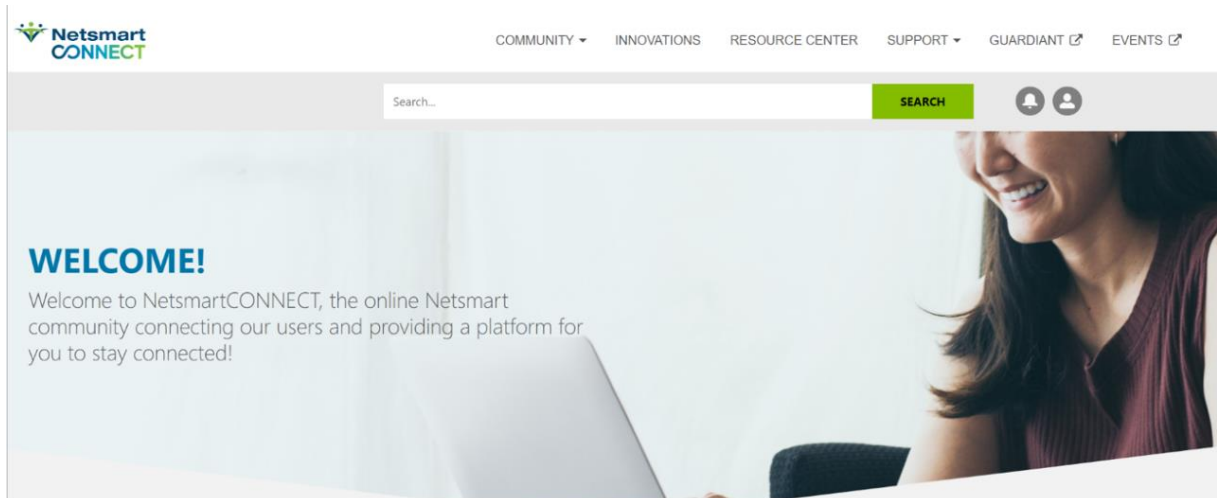 Netsmart
CONNECT
COMMUNITY INNOVATIONS RESOURCE CENTER SUPPORT GUARDIANT EVENTS
Search...
SEARCH
WELCOME!
Welcome to NetsmartCONNECT, the online Netsmart
community connecting our users and providing a platform for
you to stay connected!